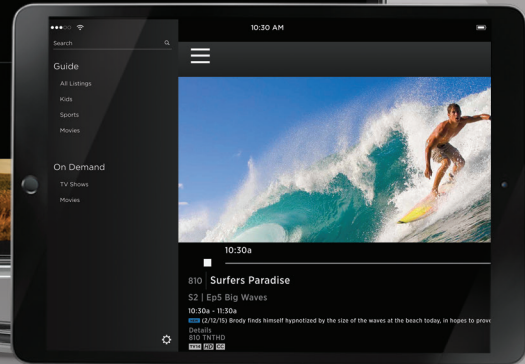 10:30 AM
Search
Guide
All Listings
Kids
Sports
Movies
On Demand
TV Shows
Movies
10:30a
810 Surfers Paradise
S2 | Ep5 Big Waves
10:30a - 11:30a
(2/12/15) Brody finds himself hypnotized by the size of the waves at the beach today, in hopes to prove
Details
810 TNTHD
HD CC